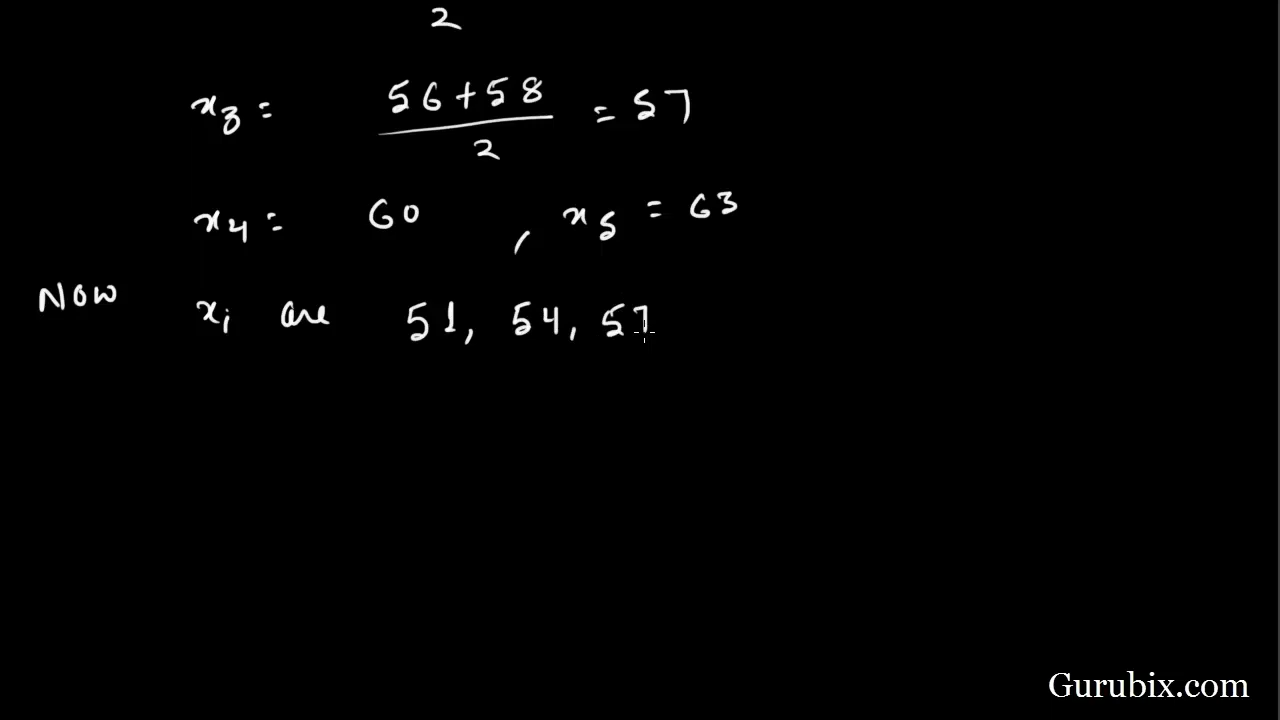 2
x₃ = (56+58)/2 = 57
x₄ = 60 , x₅ = 63
Now xᵢ are 51, 54, 57
Gurubix.com